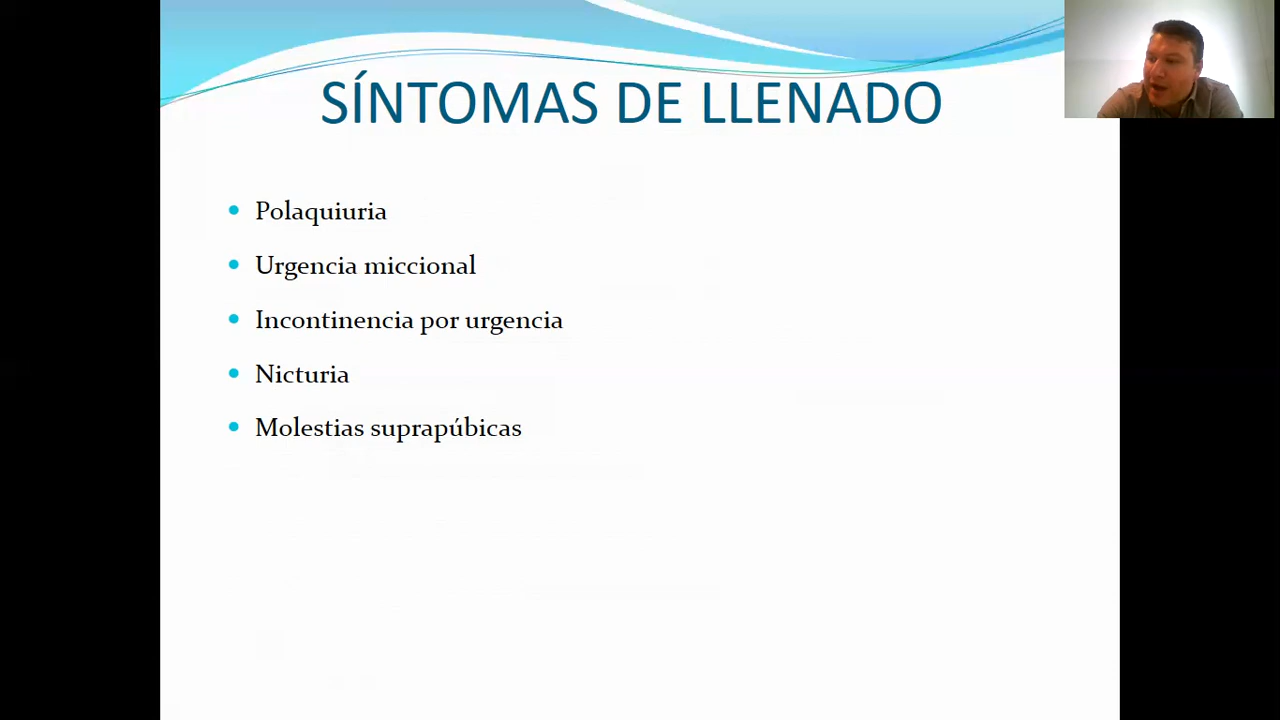 SÍNTOMAS DE LLENADO
Polaquiuria
Urgencia miccional
Incontinencia por urgencia
Nicturia
Molestias suprapúbicas